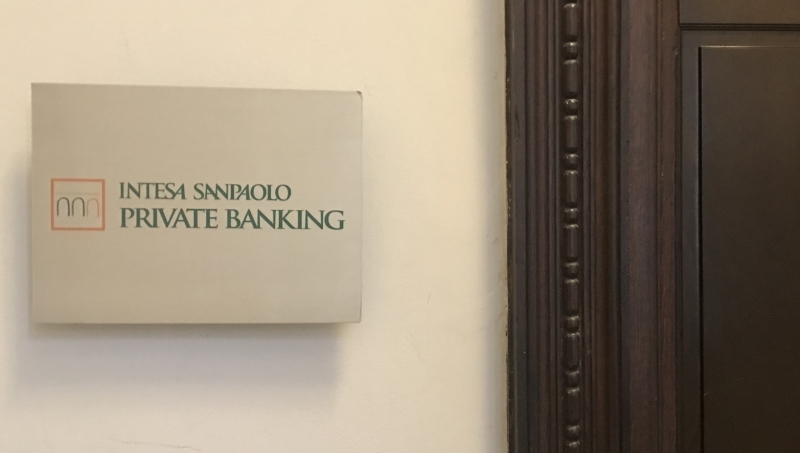 INTESA SANPAOLO
PRIVATE BANKING